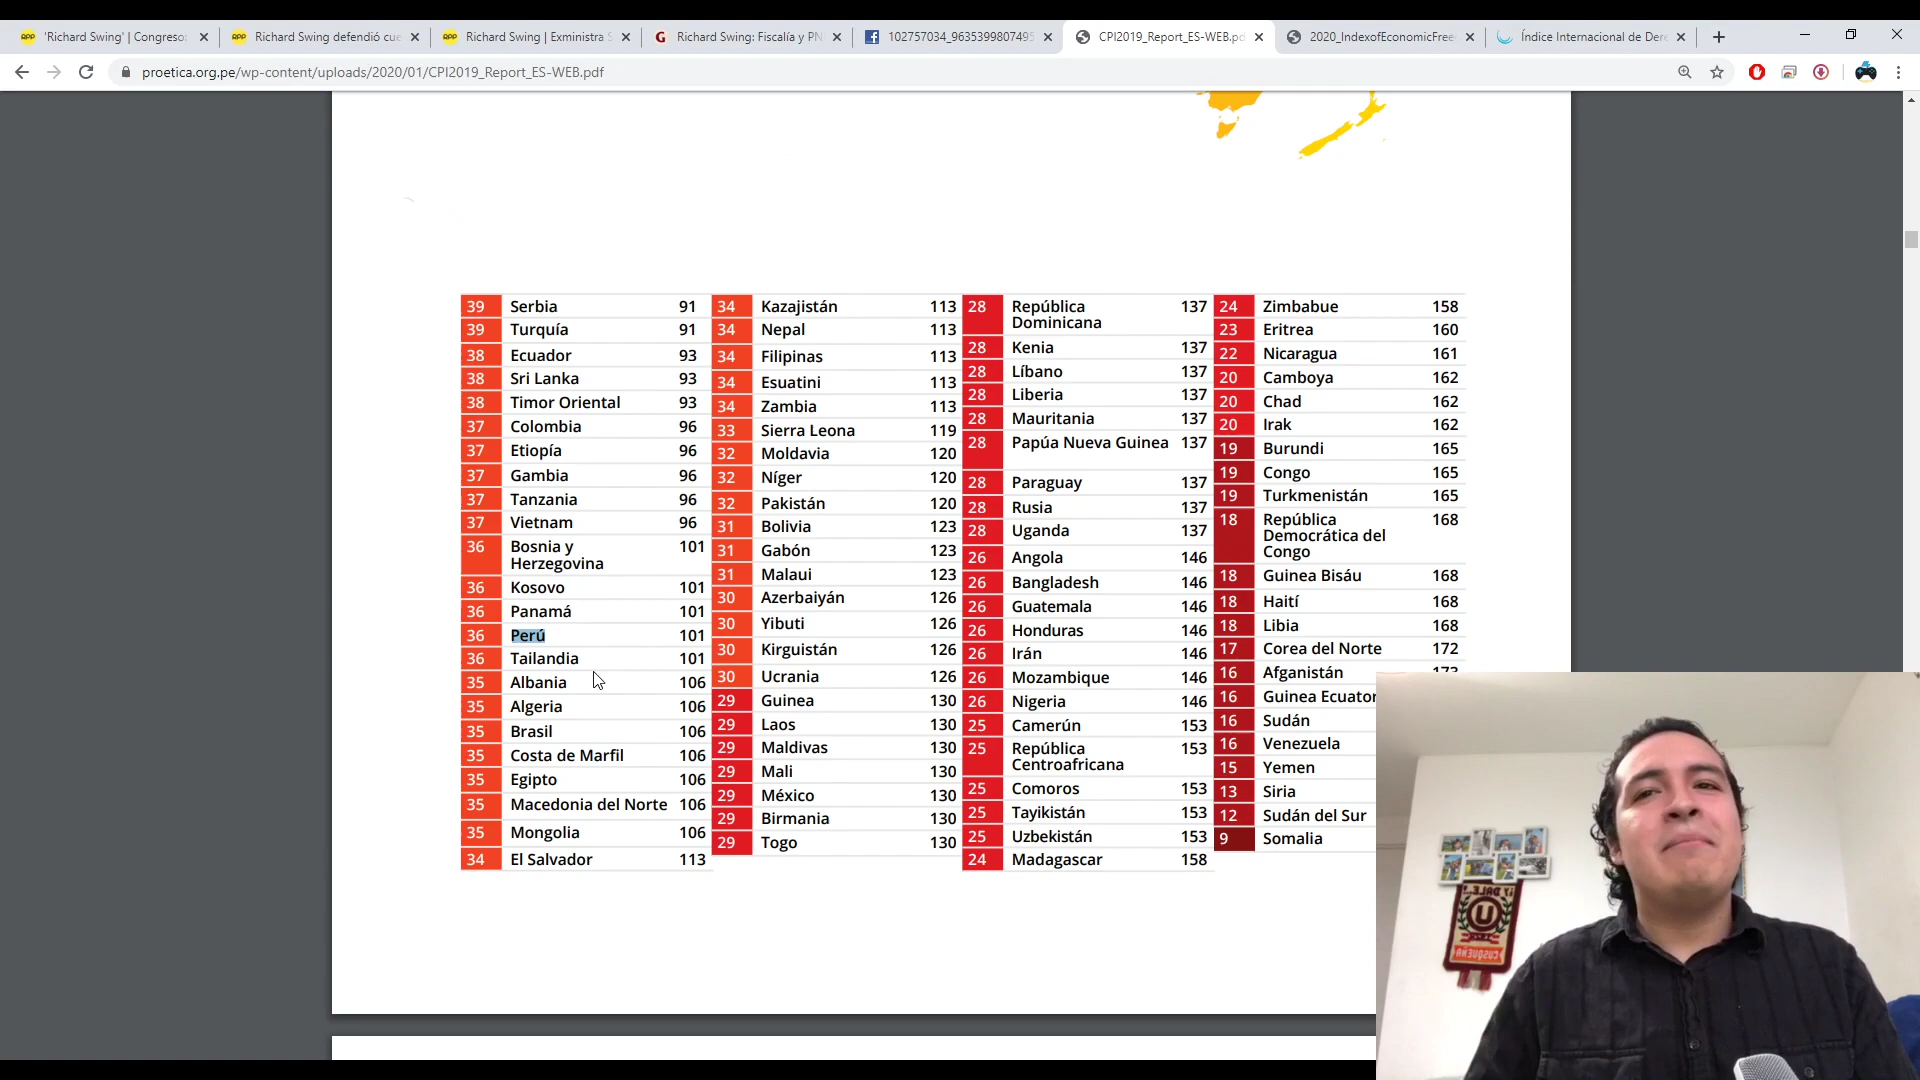 'Richard Swing' | Congreso:
Richard Swing defendió cue
Richard Swing | Exministra S
Richard Swing: Fiscalía y PN
102757034_9635399807495
CPI2019_Report_ES-WEB.pd
2020_IndexofEconomicFree
Índice Internacional de Dere
proetica.org.pe/wp-content/uploads/2020/01/CPI2019_Report_ES-WEB.pdf
39 Serbia 91
39 Turquía 91
38 Ecuador 93
38 Sri Lanka 93
38 Timor Oriental 93
37 Colombia 96
37 Etiopía 96
37 Gambia 96
37 Tanzania 96
37 Vietnam 96
36 Bosnia y 101
Herzegovina
36 Kosovo 101
36 Panamá 101
36 Perú 101
36 Tailandia 101
35 Albania 106
35 Algeria 106
35 Brasil 106
35 Costa de Marfil 106
35 Egipto 106
35 Macedonia del Norte 106
35 Mongolia 106
34 El Salvador 113
34 Kazajistán 113
34 Nepal 113
34 Filipinas 113
34 Esuatini 113
34 Zambia 113
33 Sierra Leona 119
32 Moldavia 120
32 Níger 120
32 Pakistán 120
31 Bolivia 123
31 Gabón 123
31 Malaui 123
30 Azerbaiyán 126
30 Yibuti 126
30 Kirguistán 126
30 Ucrania 126
29 Guinea 130
29 Laos 130
29 Maldivas 130
29 Mali 130
29 México 130
29 Birmania 130
29 Togo 130
28 República 137
Dominicana
28 Kenia 137
28 Líbano 137
28 Liberia 137
28 Mauritania 137
28 Papúa Nueva Guinea 137
28 Paraguay 137
28 Rusia 137
28 Uganda 137
26 Angola 146
26 Bangladesh 146
26 Guatemala 146
26 Honduras 146
26 Irán 146
26 Mozambique 146
26 Nigeria 146
25 Camerún 153
25 República 153
Centroafricana
25 Comoros 153
25 Tayikistán 153
25 Uzbekistán 153
24 Madagascar 158
24 Zimbabue 158
23 Eritrea 160
22 Nicaragua 161
20 Camboya 162
20 Chad 162
20 Irak 162
19 Burundi 165
19 Congo 165
19 Turkmenistán 165
18 República 168
Democrática del
Congo
18 Guinea Bisáu 168
18 Haití 168
18 Libia 168
17 Corea del Norte 172
16 Afganistán 173
16 Guinea Ecuator
16 Sudán
16 Venezuela
15 Yemen
13 Siria
12 Sudán del Sur
9 Somalia
¡Y DALE..
U
CUSQUEÑA